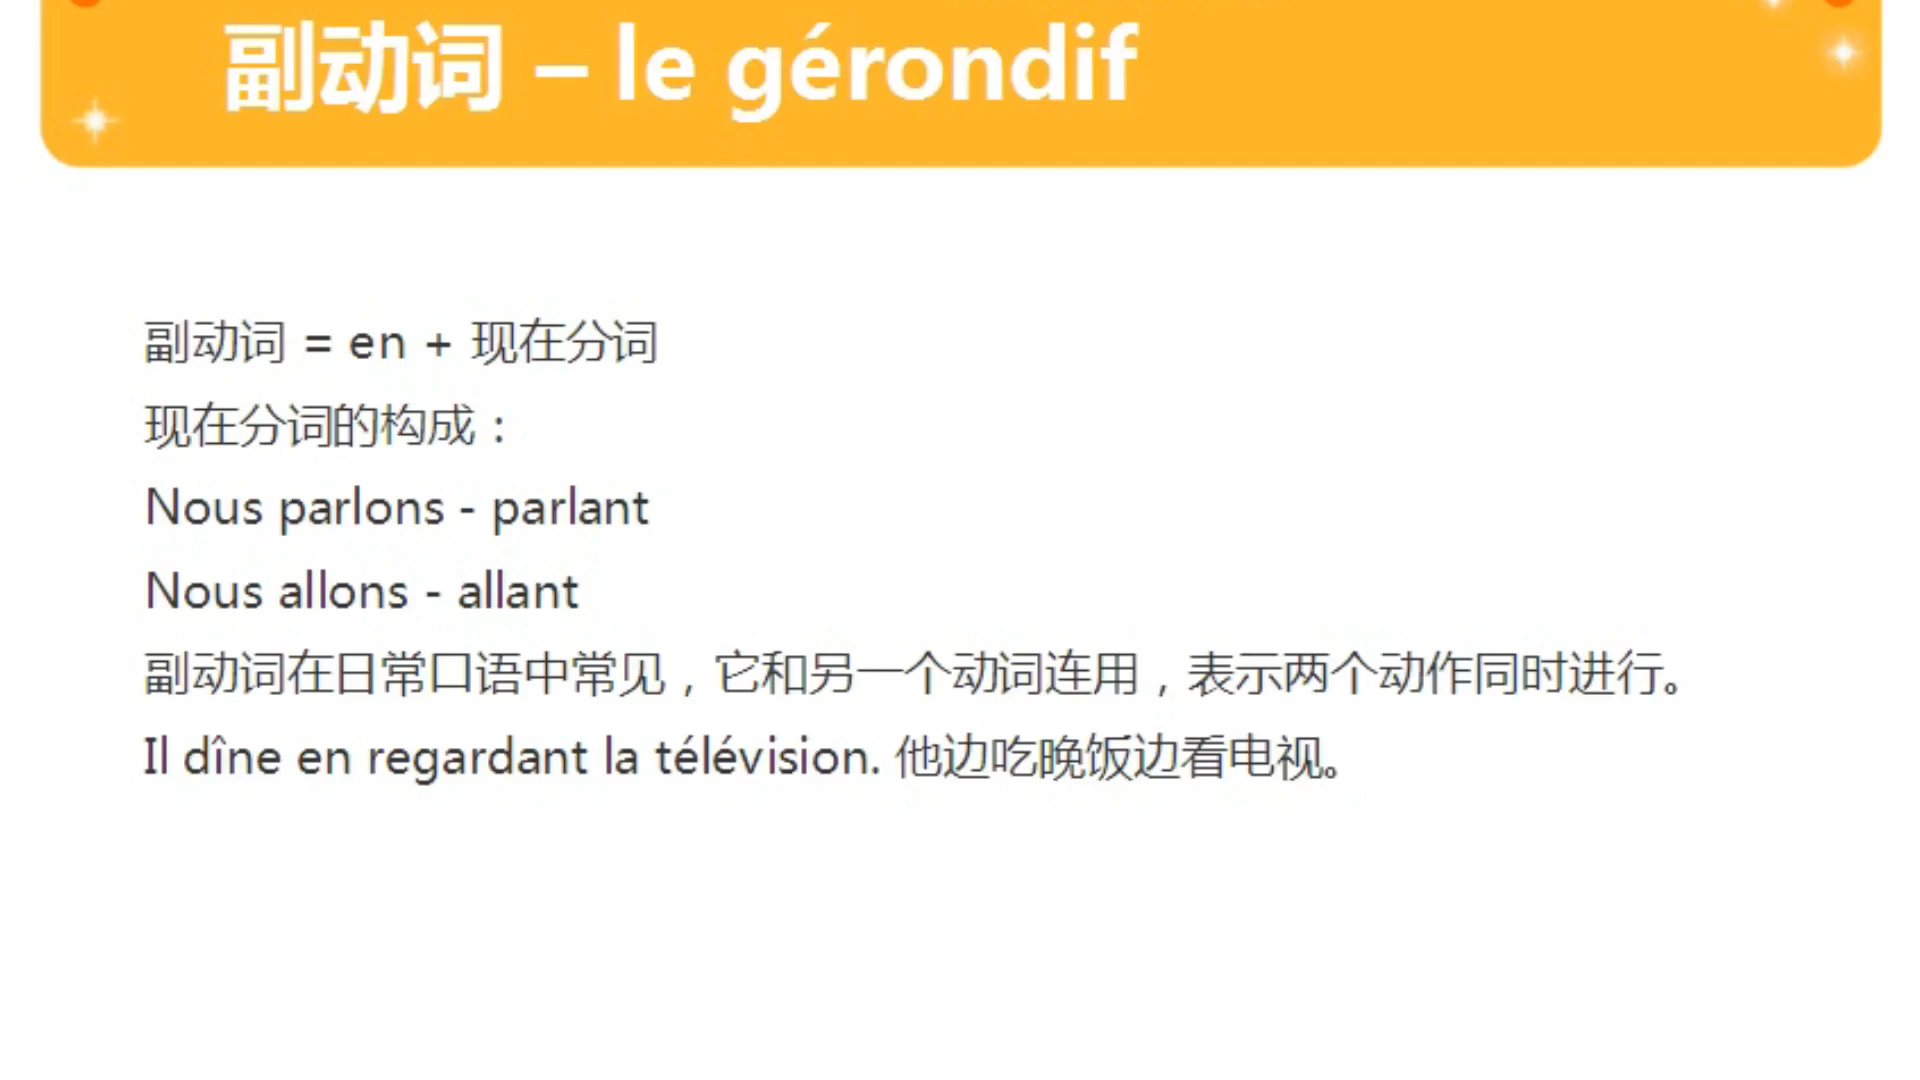 副动词 – le gérondif
副动词 = en + 现在分词
现在分词的构成：
Nous parlons - parlant
Nous allons - allant
副动词在日常口语中常见，它和另一个动词连用，表示两个动作同时进行。
Il dîne en regardant la télévision. 他边吃晚饭边看电视。